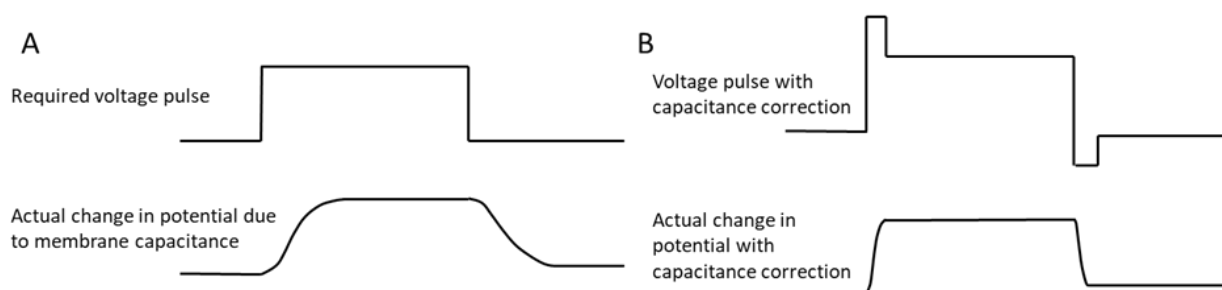 A
Required voltage pulse
Actual change in potential due
to membrane capacitance
B
Voltage pulse with
capacitance correction
Actual change in
potential with
capacitance correction